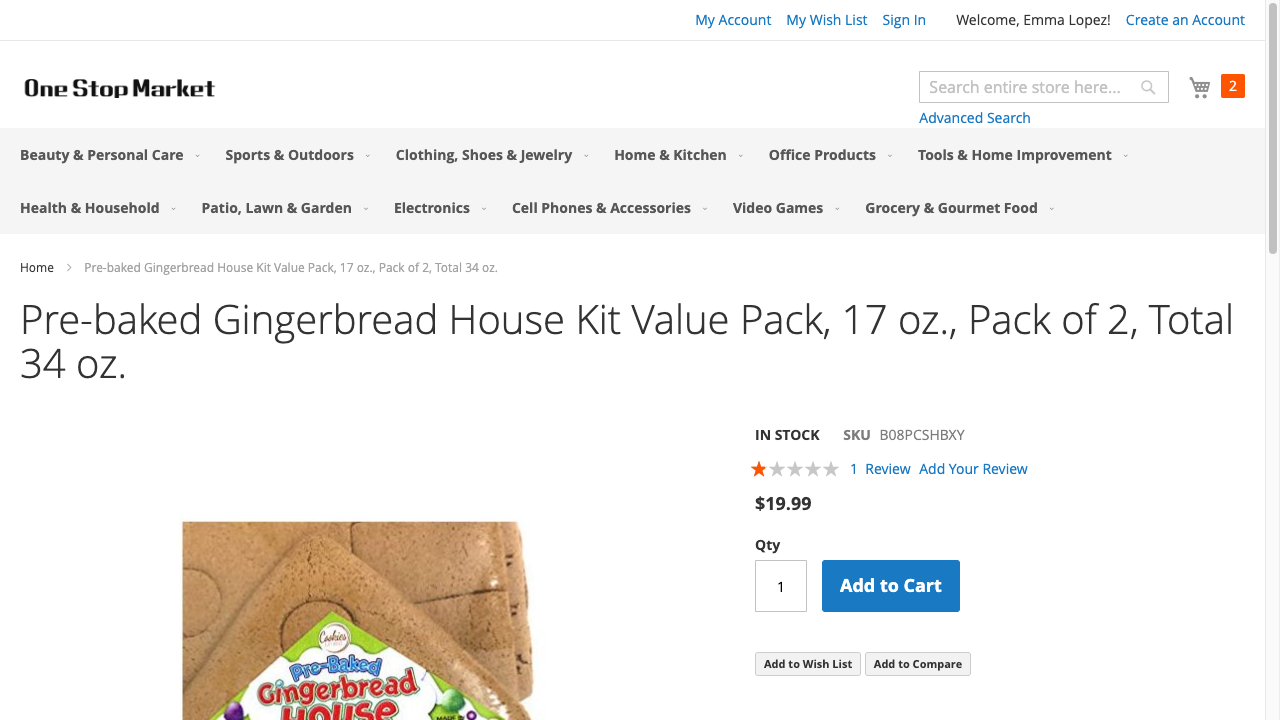 My Account My Wish List Sign In Welcome, Emma Lopez! Create an Account
One Stop Market
Search entire store here...
2
Advanced Search
Beauty & Personal Care Sports & Outdoors Clothing, Shoes & Jewelry Home & Kitchen Office Products Tools & Home Improvement
Health & Household Patio, Lawn & Garden Electronics Cell Phones & Accessories Video Games Grocery & Gourmet Food
Home Pre-baked Gingerbread House Kit Value Pack, 17 oz., Pack of 2, Total 34 oz.
Pre-baked Gingerbread House Kit Value Pack, 17 oz., Pack of 2, Total
34 oz.
IN STOCK SKU B08PCSHBXY
1 Review Add Your Review
$19.99
Qty
1 Add to Cart
Add to Wish List Add to Compare
Cookies
Pre-Baked
Gingerbread
HOUSE
MADE IN